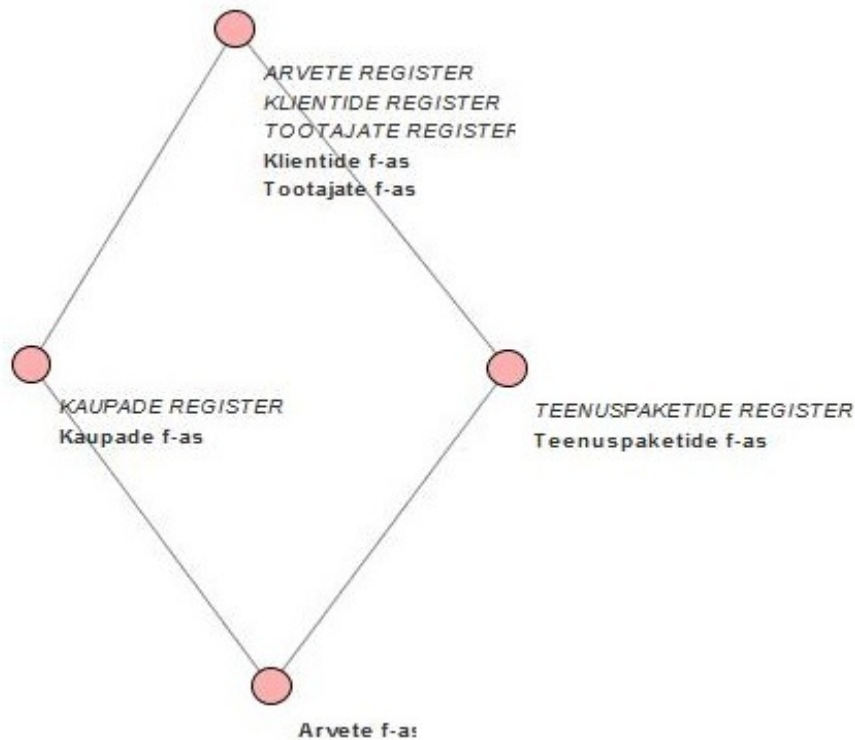 ARVETE REGISTER
KLIENTIDE REGISTER
TOOTAJATE REGISTER
Klientide f-as
Tootajate f-as
KAUPADE REGISTER
Kaupade f-as
TEENUSPAKETIDE REGISTER
Teenuspaketide f-as
Arvete f-as